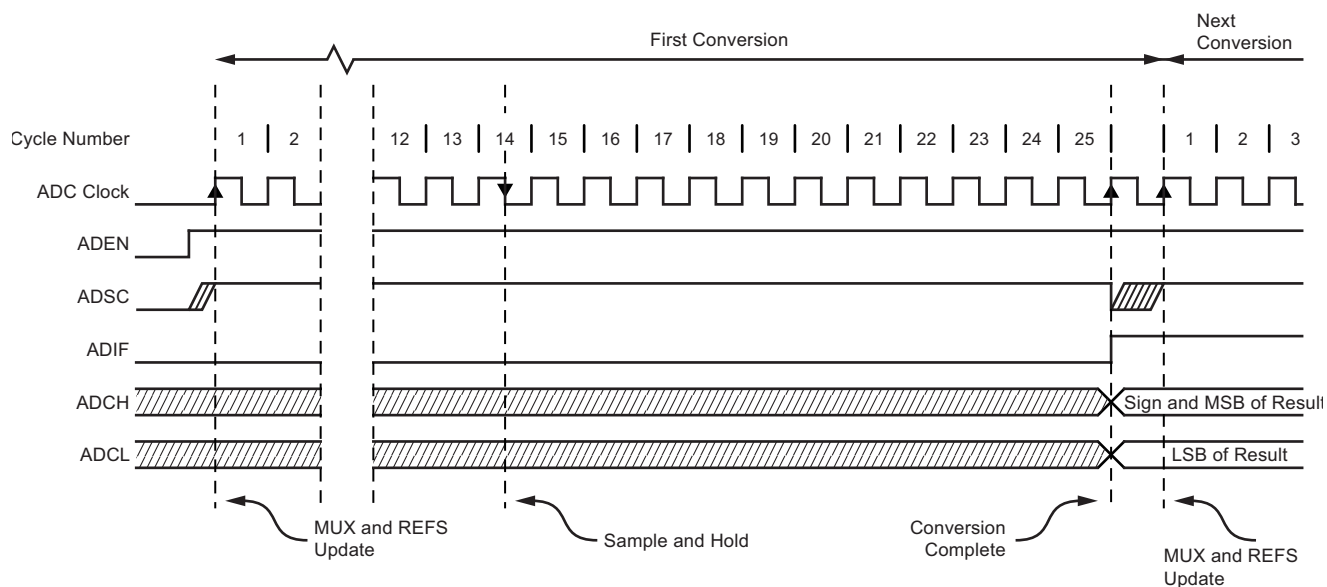 Next
First Conversion
Conversion
Cycle Number 1 2 12 13 14 15 16 17 18 19 20 21 22 23 24 25 1 2 3
ADC Clock
ADEN
ADSC
ADIF
ADCH
Sign and MSB of Result
ADCL
LSB of Result
MUX and REFS
Update
Sample and Hold
Conversion
Complete
MUX and REFS
Update